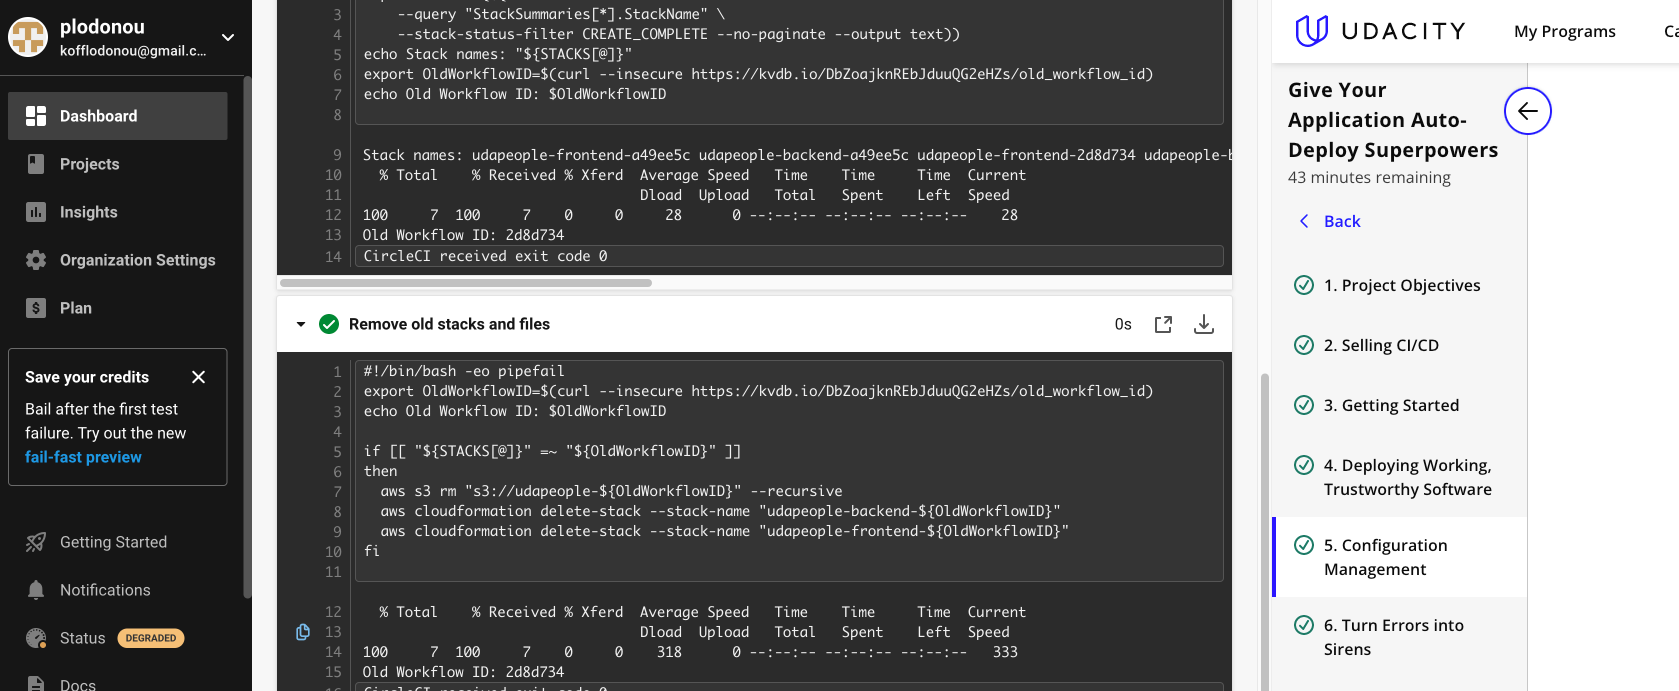 plodonou
kofflodonou@gmail.c...
Dashboard
Projects
Insights
Organization Settings
Plan
Save your credits
Bail after the first test
failure. Try out the new
fail-fast preview
Getting Started
Notifications
Status DEGRADED
Docs
3 --query "StackSummaries[*].StackName" \
4 --stack-status-filter CREATE_COMPLETE --no-paginate --output text))
5 echo Stack names: "${STACKS[@]}"
6 export OldWorkflowID=$(curl --insecure https://kvdb.io/DbZoajknREbJduuQG2eHZs/old_workflow_id)
7 echo Old Workflow ID: $OldWorkflowID
8
9 Stack names: udapeople-frontend-a49ee5c udapeople-backend-a49ee5c udapeople-frontend-2d8d734 udapeople-b
10 % Total % Received % Xferd Average Speed Time Time Time Current
11 Dload Upload Total Spent Left Speed
12 100 7 100 7 0 0 28 0 --:--:-- --:--:-- --:--:-- 28
13 Old Workflow ID: 2d8d734
14 CircleCI received exit code 0
Remove old stacks and files 0s
1 #!/bin/bash -eo pipefail
2 export OldWorkflowID=$(curl --insecure https://kvdb.io/DbZoajknREbJduuQG2eHZs/old_workflow_id)
3 echo Old Workflow ID: $OldWorkflowID
4
5 if [[ "${STACKS[@]}" =~ "${OldWorkflowID}" ]]
6 then
7 aws s3 rm "s3://udapeople-${OldWorkflowID}" --recursive
8 aws cloudformation delete-stack --stack-name "udapeople-backend-${OldWorkflowID}"
9 aws cloudformation delete-stack --stack-name "udapeople-frontend-${OldWorkflowID}"
10 fi
11
12 % Total % Received % Xferd Average Speed Time Time Time Current
13 Dload Upload Total Spent Left Speed
14 100 7 100 7 0 0 318 0 --:--:-- --:--:-- --:--:-- 333
15 Old Workflow ID: 2d8d734
16 CircleCI received exit code 0
UDACITY My Programs Ca
Give Your
Application Auto-
Deploy Superpowers
43 minutes remaining
Back
1. Project Objectives
2. Selling CI/CD
3. Getting Started
4. Deploying Working,
Trustworthy Software
5. Configuration
Management
6. Turn Errors into
Sirens